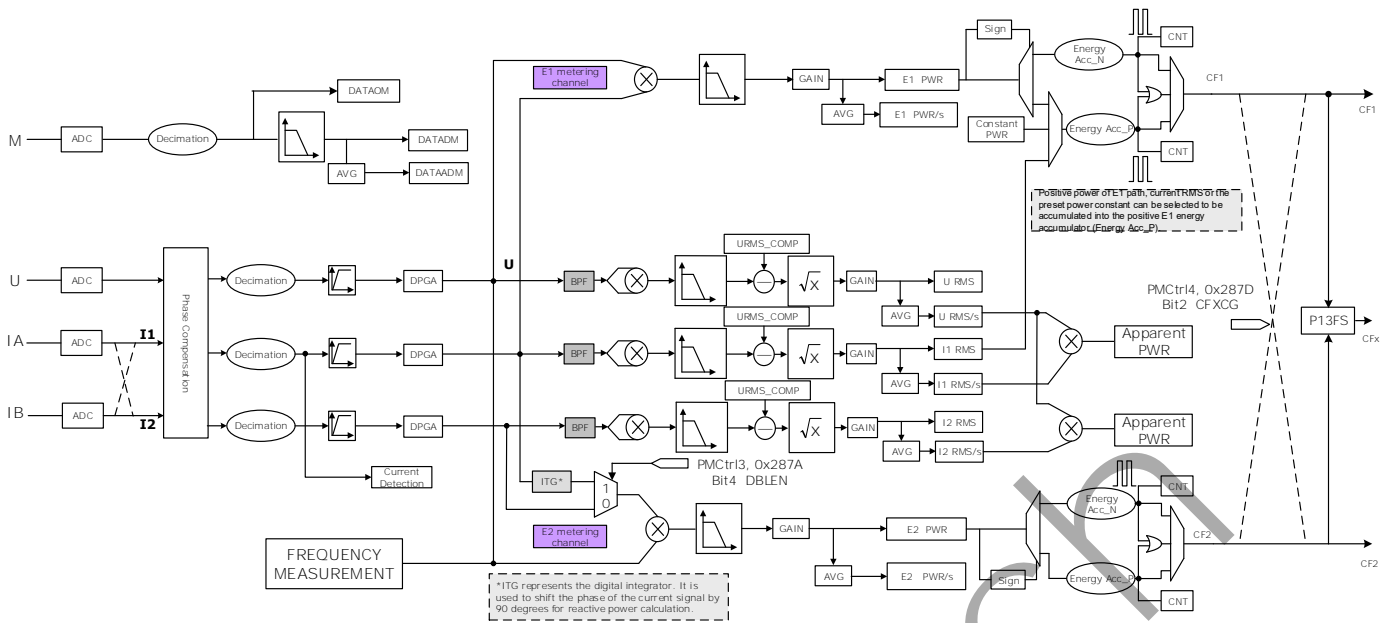 Sign
Energy
Acc_N
CNT
E1 metering
channel
GAIN
E1 PWR
CF1
CF1
DATAOM
AVG
E1 PWR/s
Constant
PWR
Energy Acc_P
CNT
M
ADC
Decimation
DATADM
AVG
DATAADM
Positive power of E1 path, current RMS or the
preset power constant can be selected to be
accumulated into the positive E1 energy
accumulator (Energy Acc_P)
U
ADC
Phase Compensation
Decimation
DPGA
U
BPF
URMS_COMP
√X
GAIN
U RMS
AVG
U RMS/s
PMCtrl4, 0x287D
Bit2 CFXCG
P13FS
CFx
IA
ADC
I1
Decimation
DPGA
BPF
URMS_COMP
√X
GAIN
I1 RMS
AVG
I1 RMS/s
Apparent
PWR
IB
ADC
I2
Decimation
DPGA
BPF
URMS_COMP
√X
GAIN
I2 RMS
AVG
I2 RMS/s
Apparent
PWR
Current
Detection
ITG*
1
0
PMCtrl3, 0x287A
Bit4 DBLEN
E2 metering
channel
GAIN
E2 PWR
AVG
E2 PWR/s
Sign
Energy
Acc_N
CNT
Energy Acc_P
CNT
CF2
CF2
FREQUENCY
MEASUREMENT
*ITG represents the digital integrator. It is
used to shift the phase of the current signal by
90 degrees for reactive power calculation.